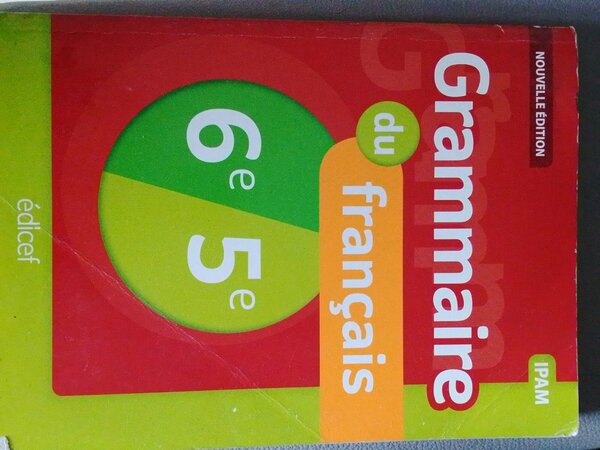 NOUVELLE ÉDITION
IPAM
Grammaire
du
français
6e
5e
édicef